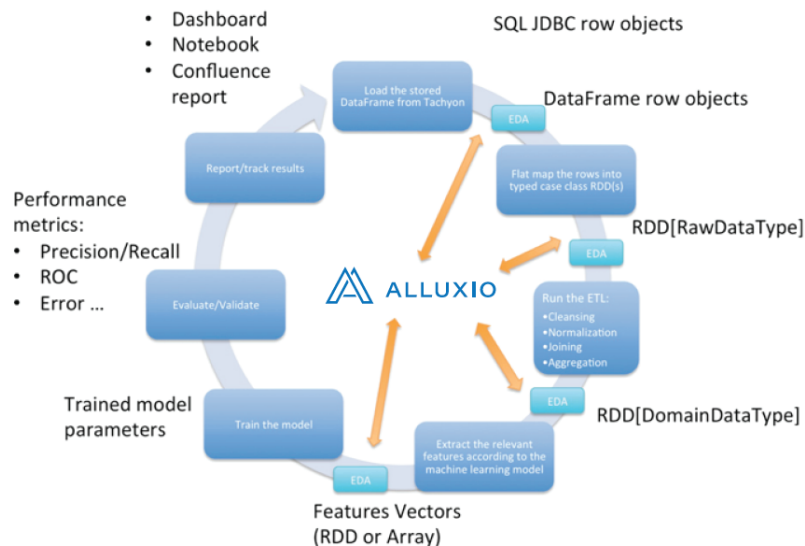 • Dashboard
• Notebook
• Confluence
report
SQL JDBC row objects
Load the stored
DataFrame from Tachyon
DataFrame row objects
EDA
Report/track results
Flat map the rows into
typed case class RDD(s)
Performance
metrics:
• Precision/Recall
• ROC
• Error ...
RDD[RawDataType]
EDA
ALLUXIO
Evaluate/Validate
Run the ETL:
•Cleansing
•Normalization
•Joining
•Aggregation
EDA
RDD[DomainDataType]
Trained model
parameters
Train the model
Extract the relevant
features according to the
machine learning model
EDA
Features Vectors
(RDD or Array)